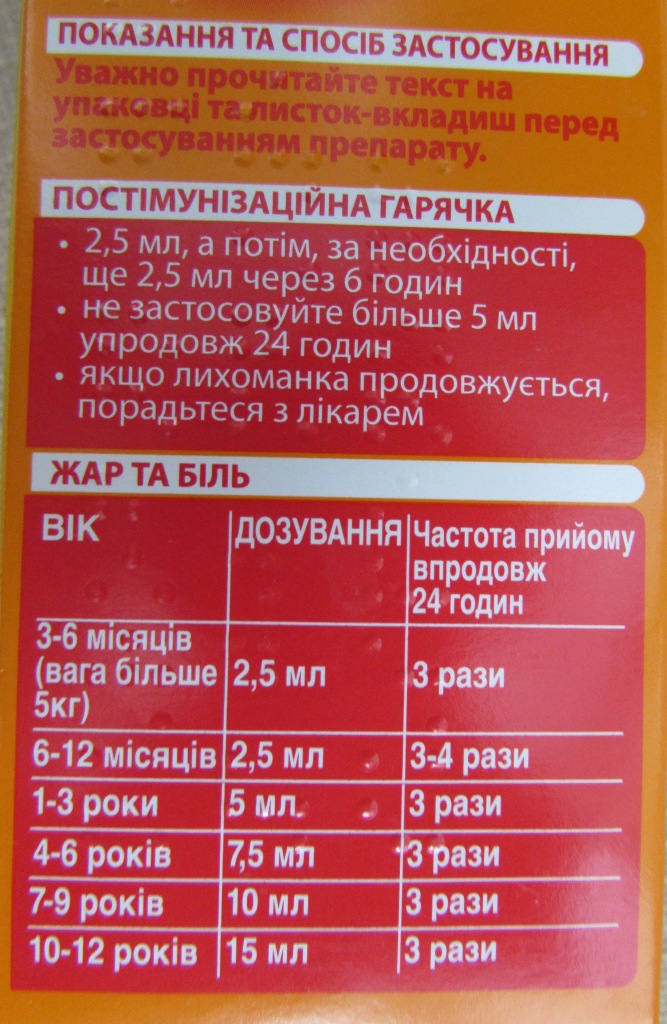 ПОКАЗАННЯ ТА СПОСІБ ЗАСТОСУВАННЯ
Уважно прочитайте текст на
упаковці та листок-вкладиш перед
застосуванням препарату.
ПОСТІМУНІЗАЦІЙНА ГАРЯЧКА
• 2,5 мл, а потім, за необхідності,
ще 2,5 мл через 6 годин
• не застосовуйте більше 5 мл
упродовж 24 годин
• якщо лихоманка продовжується,
порадьтеся з лікарем
ЖАР ТА БІЛЬ
ВІК ДОЗУВАННЯ Частота прийому
впродовж
24 годин
3-6 місяців
(вага більше 2,5 мл 3 рази
5кг)
6-12 місяців 2,5 мл 3-4 рази
1-3 роки 5 мл 3 рази
4-6 років 7,5 мл 3 рази
7-9 років 10 мл 3 рази
10-12 років 15 мл 3 рази